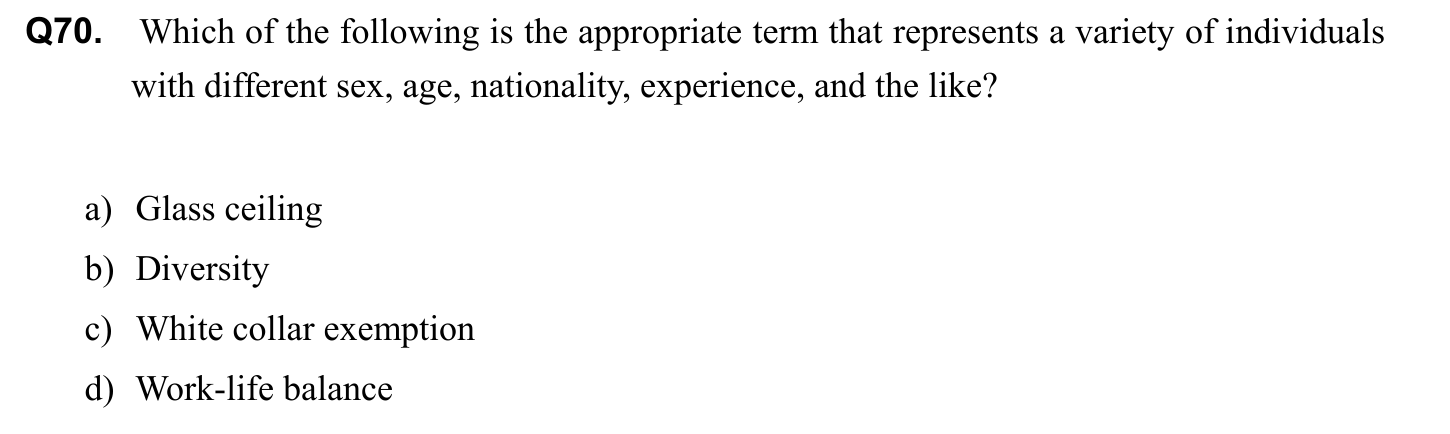 Q70. Which of the following is the appropriate term that represents a variety of individuals
with different sex, age, nationality, experience, and the like?
a) Glass ceiling
b) Diversity
c) White collar exemption
d) Work-life balance